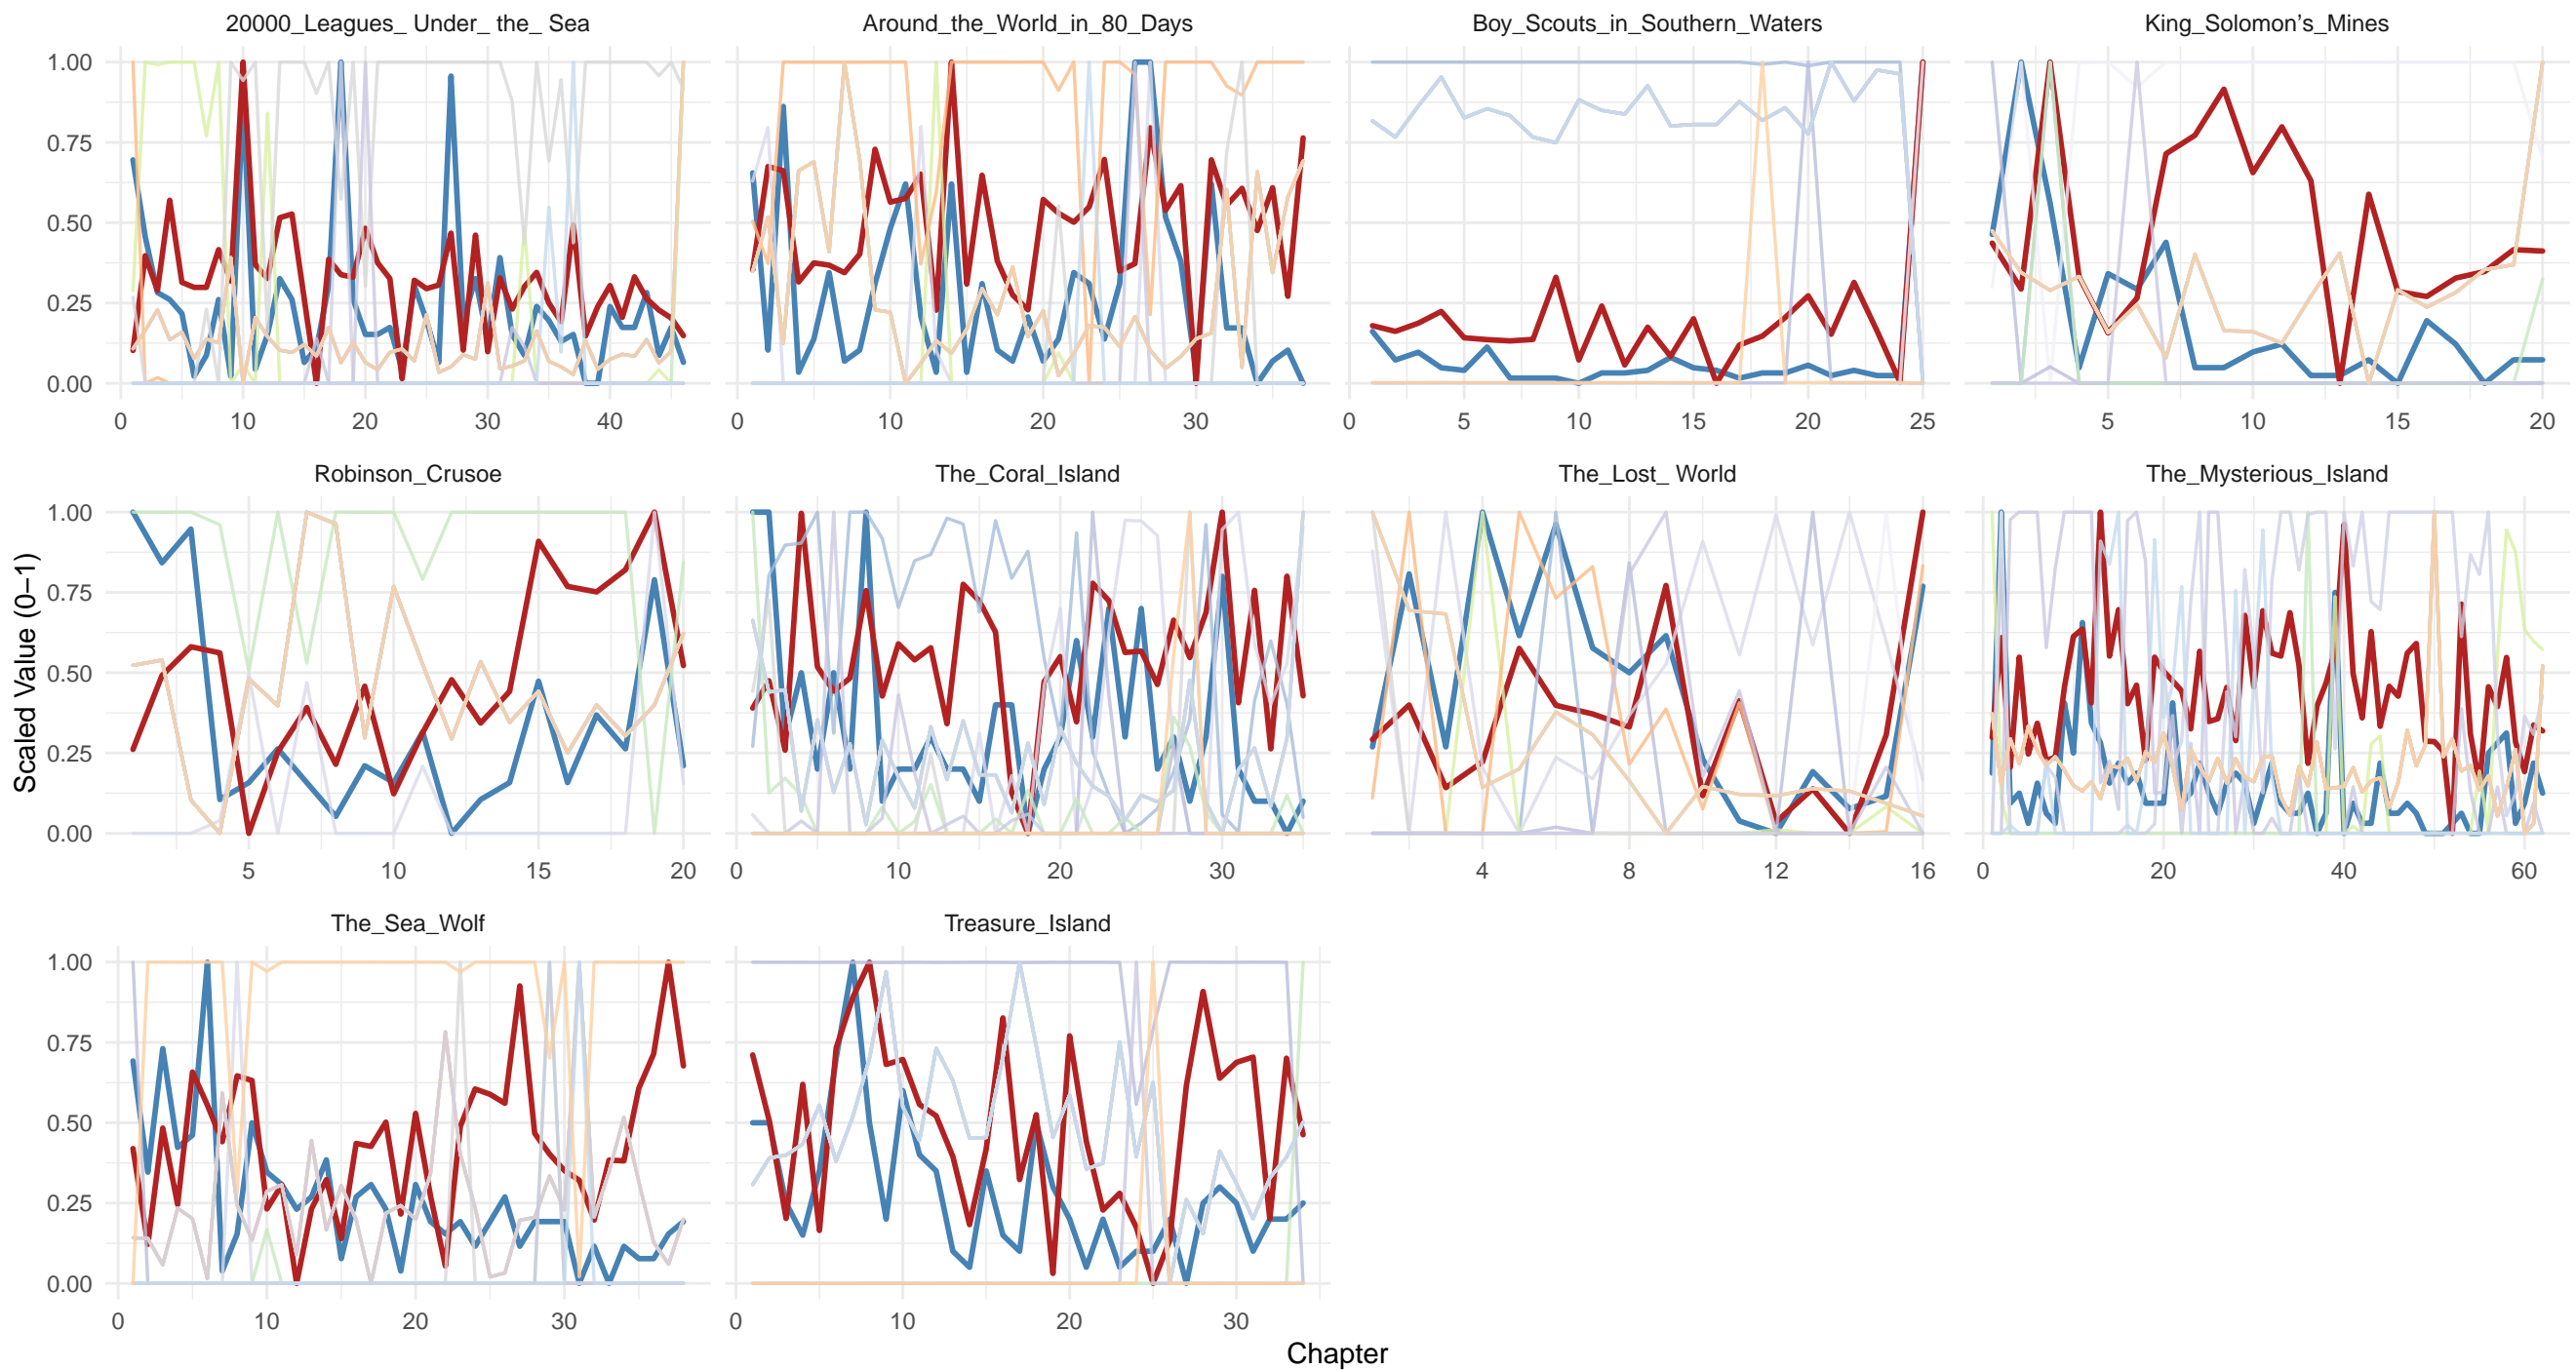 20000_Leagues_ Under_ the_ Sea
Around_the_World_in_80_Days
Boy_Scouts_in_Southern_Waters
King_Solomon’s_Mines
1.00
0.75
0.50
0.25
0.00
0 10 20 30 40
0 10 20 30
0 5 10 15 20 25
5 10 15 20
Robinson_Crusoe
The_Coral_Island
The_Lost_ World
The_Mysterious_Island
Scaled Value (0−1)
1.00
0.75
0.50
0.25
0.00
5 10 15 20
0 10 20 30
4 8 12 16
0 20 40 60
The_Sea_Wolf
Treasure_Island
1.00
0.75
0.50
0.25
0.00
0 10 20 30
0 10 20 30
Chapter